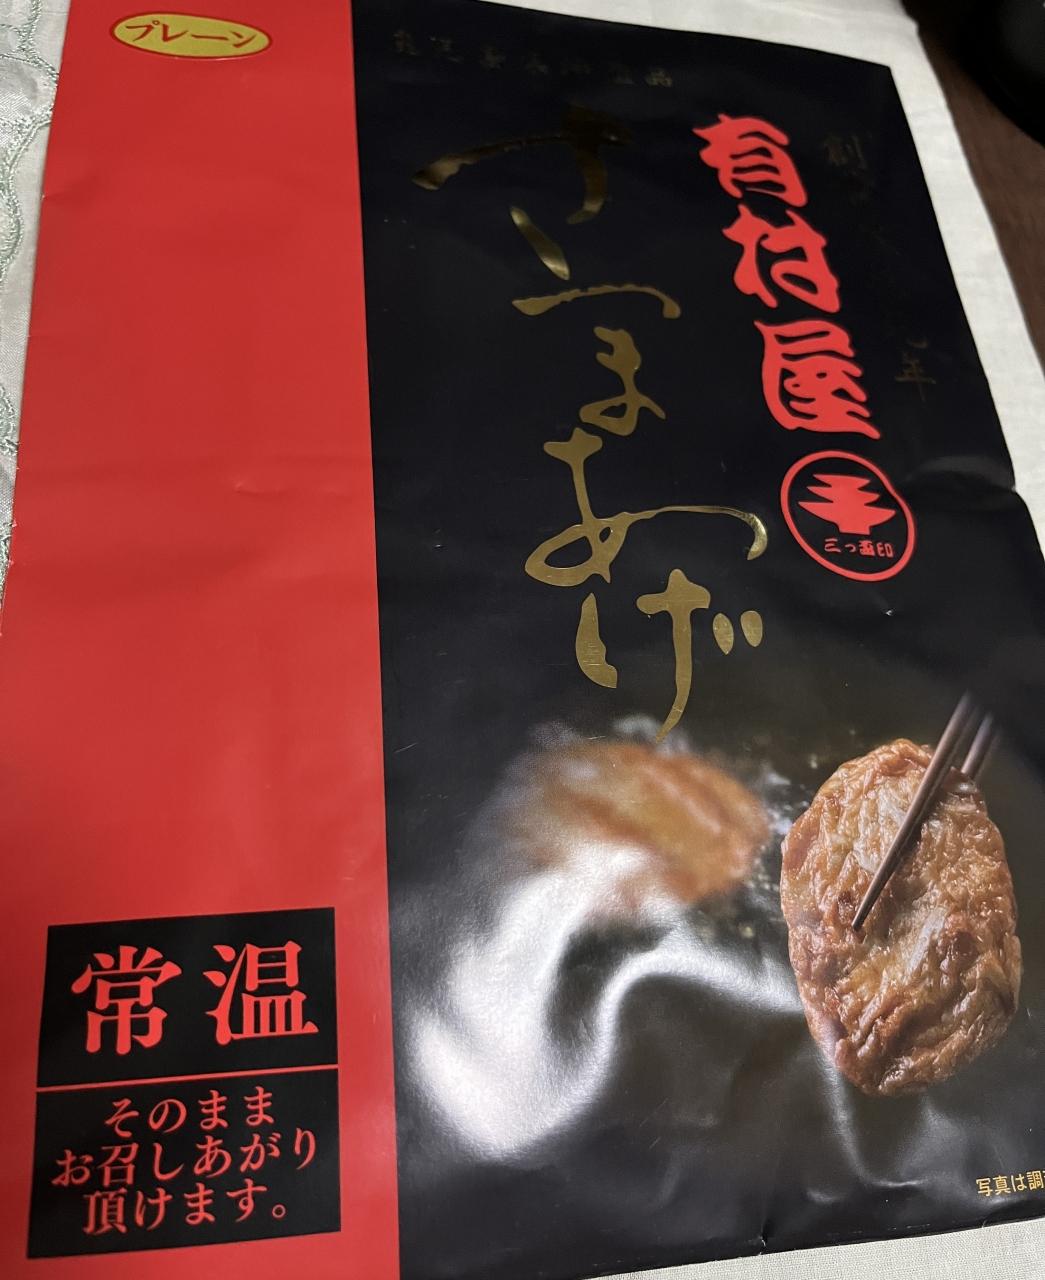 プレーン
有村屋
三つ盃印
さつまあげ
常温
そのまま
お召しあがり
頂けます。
写真は調